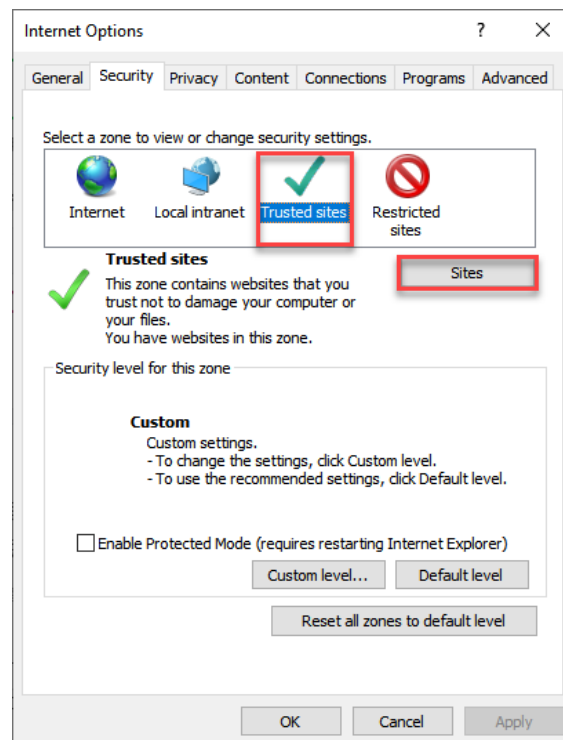 Internet Options
?
General Security Privacy Content Connections Programs Advanced
Select a zone to view or change security settings.
Internet
Local intranet
Trusted sites
Restricted
sites
Trusted sites
Sites
This zone contains websites that you
trust not to damage your computer or
your files.
You have websites in this zone.
Security level for this zone
Custom
Custom settings.
- To change the settings, click Custom level.
- To use the recommended settings, click Default level.
Enable Protected Mode (requires restarting Internet Explorer)
Custom level... Default level
Reset all zones to default level
OK Cancel Apply